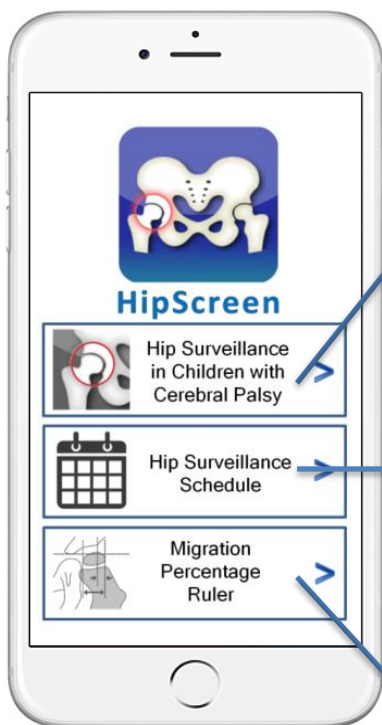 HipScreen
Hip Surveillance
in Children with
Cerebral Palsy
>
Hip Surveillance
Schedule
>
Migration
Percentage
Ruler
>